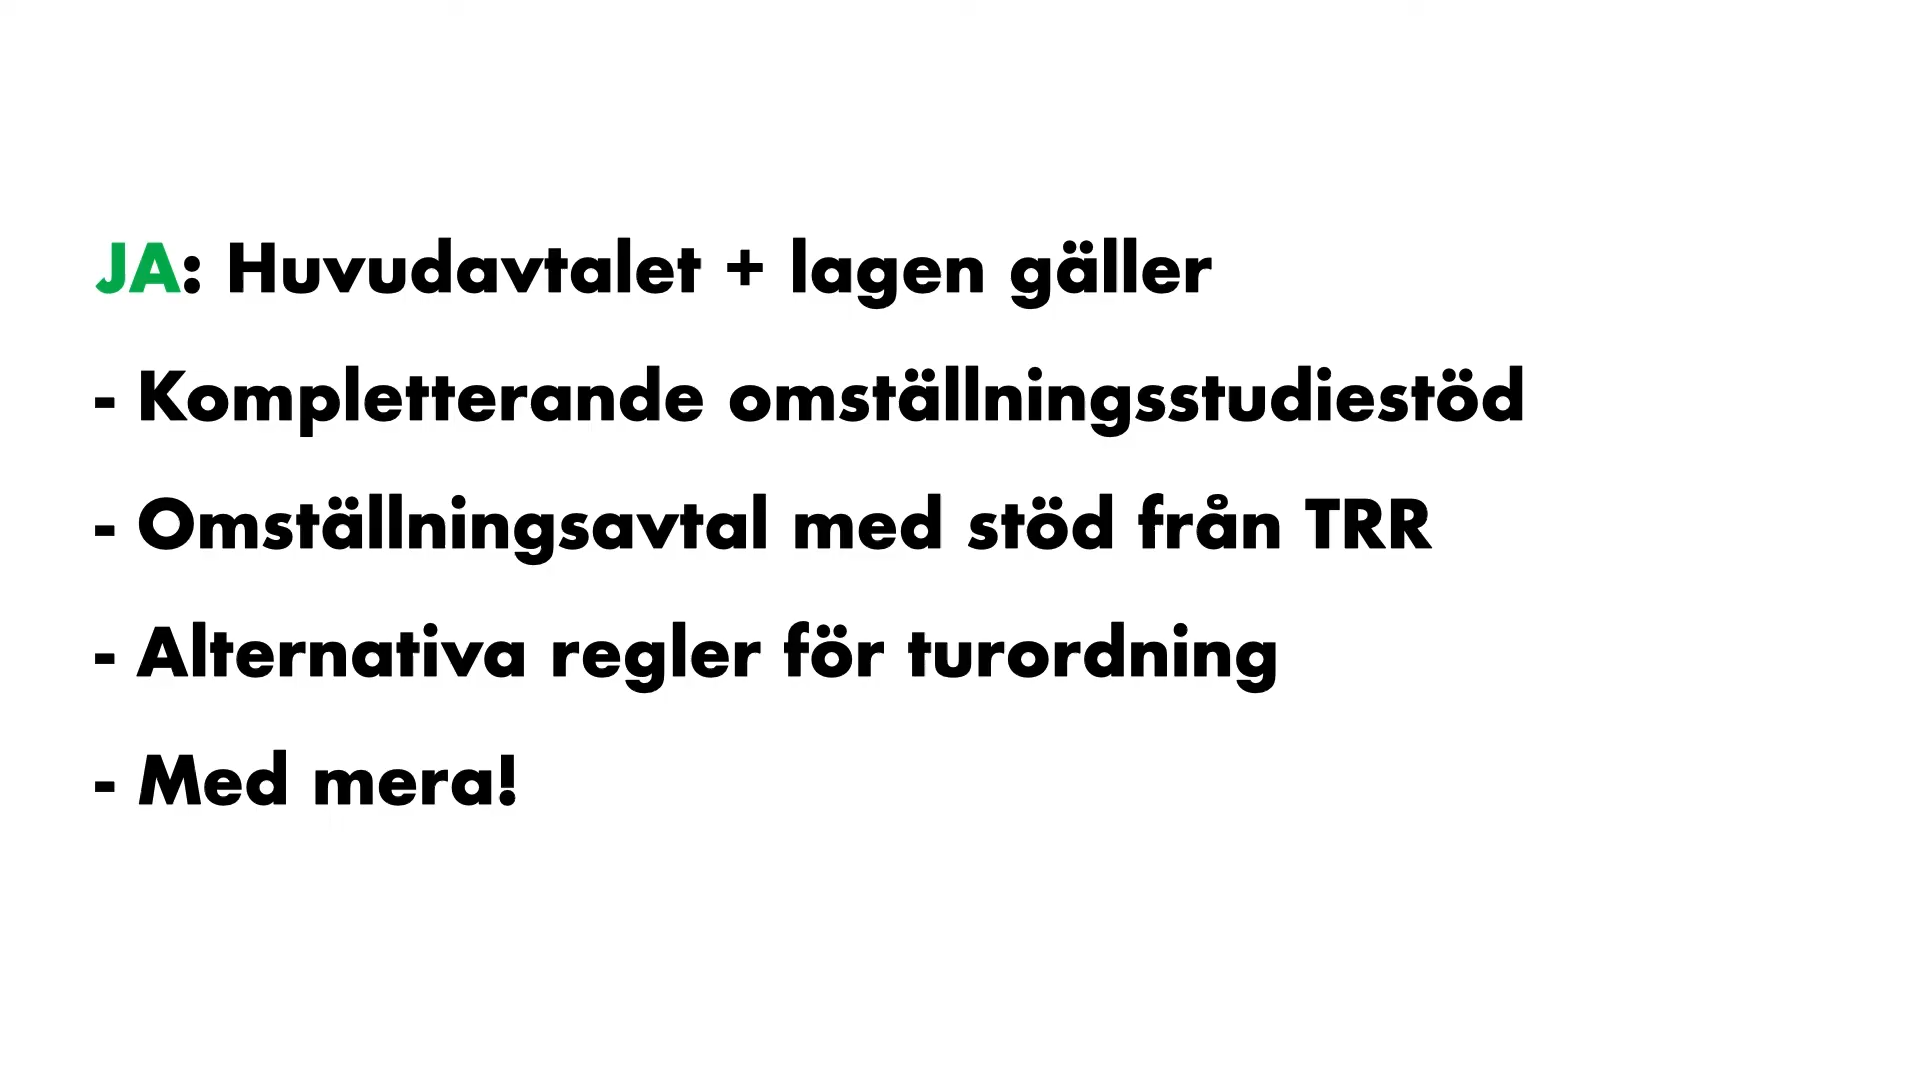 JA: Huvudavtalet + lagen gäller
- Kompletterande omställningsstudiestöd
- Omställningsavtal med stöd från TRR
- Alternativa regler för turordning
- Med mera!